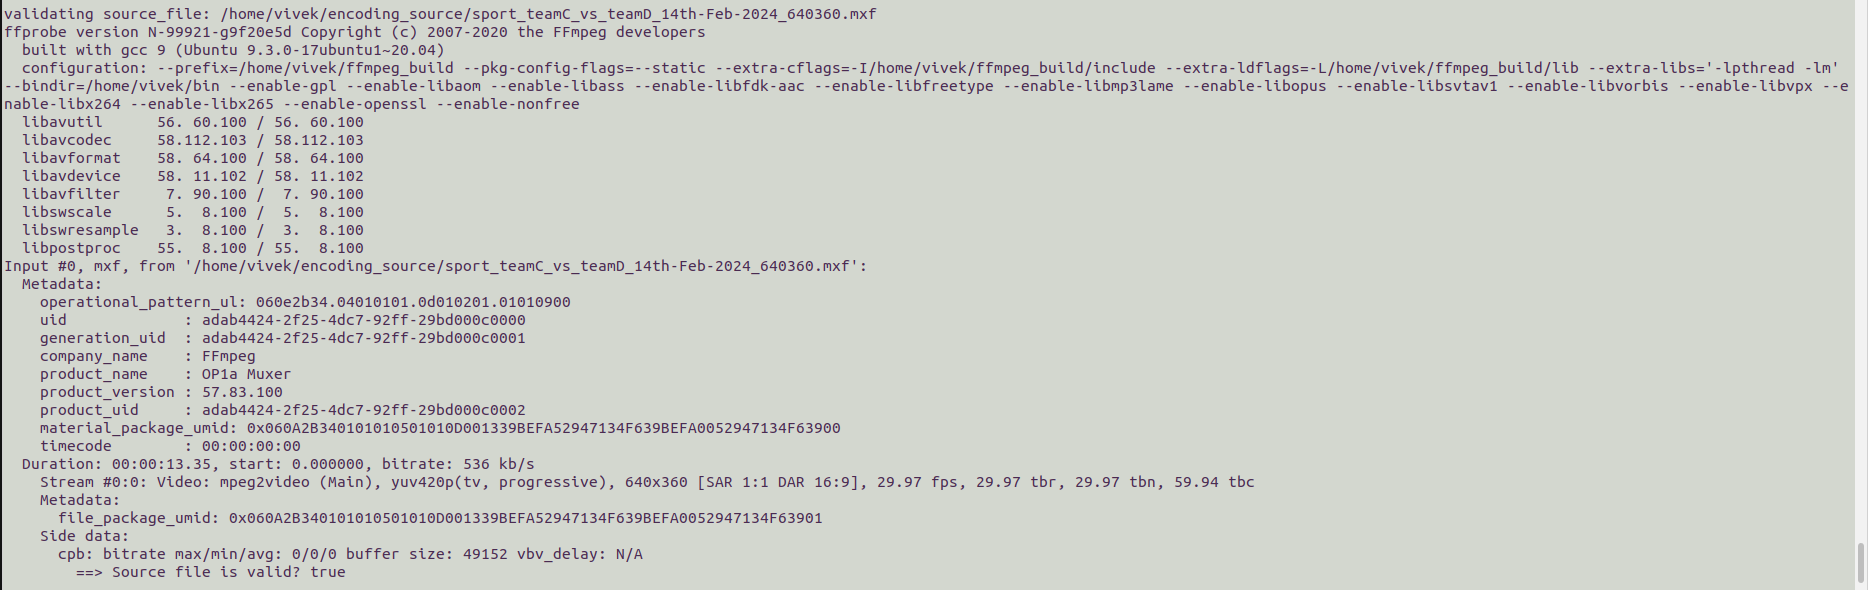 validating source_file: /home/vivek/encoding_source/sport_teamC_vs_teamD_14th-Feb-2024_640360.mxf
ffprobe version N-99921-g9f20e5d Copyright (c) 2007-2020 the FFmpeg developers
  built with gcc 9 (Ubuntu 9.3.0-17ubuntu1~20.04)
  configuration: --prefix=/home/vivek/ffmpeg_build --pkg-config-flags=--static --extra-cflags=-I/home/vivek/ffmpeg_build/include --extra-ldflags=-L/home/vivek/ffmpeg_build/lib --extra-libs='-lpthread -lm'
--bindir=/home/vivek/bin --enable-gpl --enable-libaom --enable-libass --enable-libfdk-aac --enable-libfreetype --enable-libmp3lame --enable-libopus --enable-libsvtav1 --enable-libvorbis --enable-libvpx --e
nable-libx264 --enable-libx265 --enable-openssl --enable-nonfree
  libavutil      56. 60.100 / 56. 60.100
  libavcodec     58.112.103 / 58.112.103
  libavformat    58. 64.100 / 58. 64.100
  libavdevice    58. 11.102 / 58. 11.102
  libavfilter     7. 90.100 /  7. 90.100
  libswscale      5.  8.100 /  5.  8.100
  libswresample   3.  8.100 /  3.  8.100
  libpostproc    55.  8.100 / 55.  8.100
Input #0, mxf, from '/home/vivek/encoding_source/sport_teamC_vs_teamD_14th-Feb-2024_640360.mxf':
  Metadata:
    operational_pattern_ul: 060e2b34.04010101.0d010201.01010900
    uid             : adab4424-2f25-4dc7-92ff-29bd000c0000
    generation_uid  : adab4424-2f25-4dc7-92ff-29bd000c0001
    company_name    : FFmpeg
    product_name    : OP1a Muxer
    product_version : 57.83.100
    product_uid     : adab4424-2f25-4dc7-92ff-29bd000c0002
    material_package_umid: 0x060A2B340101010501010D001339BEFA52947134F639BEFA0052947134F63900
    timecode        : 00:00:00:00
  Duration: 00:00:13.35, start: 0.000000, bitrate: 536 kb/s
    Stream #0:0: Video: mpeg2video (Main), yuv420p(tv, progressive), 640x360 [SAR 1:1 DAR 16:9], 29.97 fps, 29.97 tbr, 29.97 tbn, 59.94 tbc
    Metadata:
      file_package_umid: 0x060A2B340101010501010D001339BEFA52947134F639BEFA0052947134F63901
    Side data:
      cpb: bitrate max/min/avg: 0/0/0 buffer size: 49152 vbv_delay: N/A
        ==> Source file is valid? true